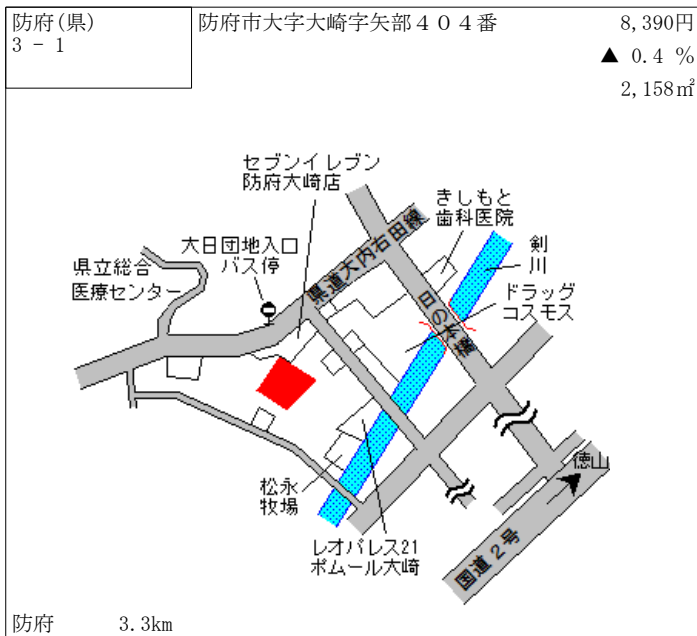 防府(県)
3 - 1
防府市大字大崎字矢部４０４番
8,390円
▲ 0.4 %
2,158㎡
セブンイレブン
防府大崎店
きしもと
歯科医院
大日団地入口
バス停
県道大内右田線
剣
川
県立総合
医療センター
ドラッグ
コスモス
日の本橋
徳山
松永
牧場
レオパレス21
ポムール大崎
国道２号
防府 3.3km